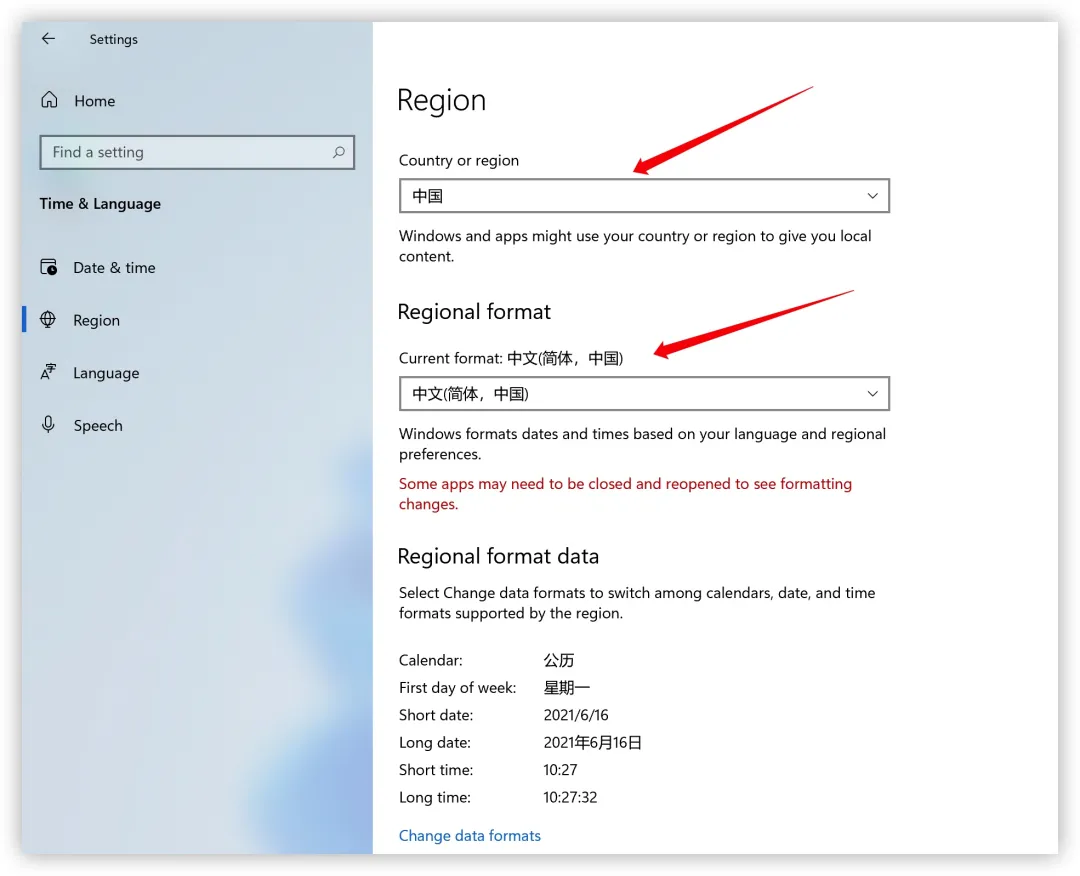 Settings
Home
Find a setting
Time & Language
Date & time
Region
Language
Speech
Region
Country or region
中国
Windows and apps might use your country or region to give you local
content.
Regional format
Current format: 中文(简体，中国)
中文(简体，中国)
Windows formats dates and times based on your language and regional
preferences.
Some apps may need to be closed and reopened to see formatting
changes.
Regional format data
Select Change data formats to switch among calendars, date, and time
formats supported by the region.
Calendar: 公历
First day of week: 星期一
Short date: 2021/6/16
Long date: 2021年6月16日
Short time: 10:27
Long time: 10:27:32
Change data formats